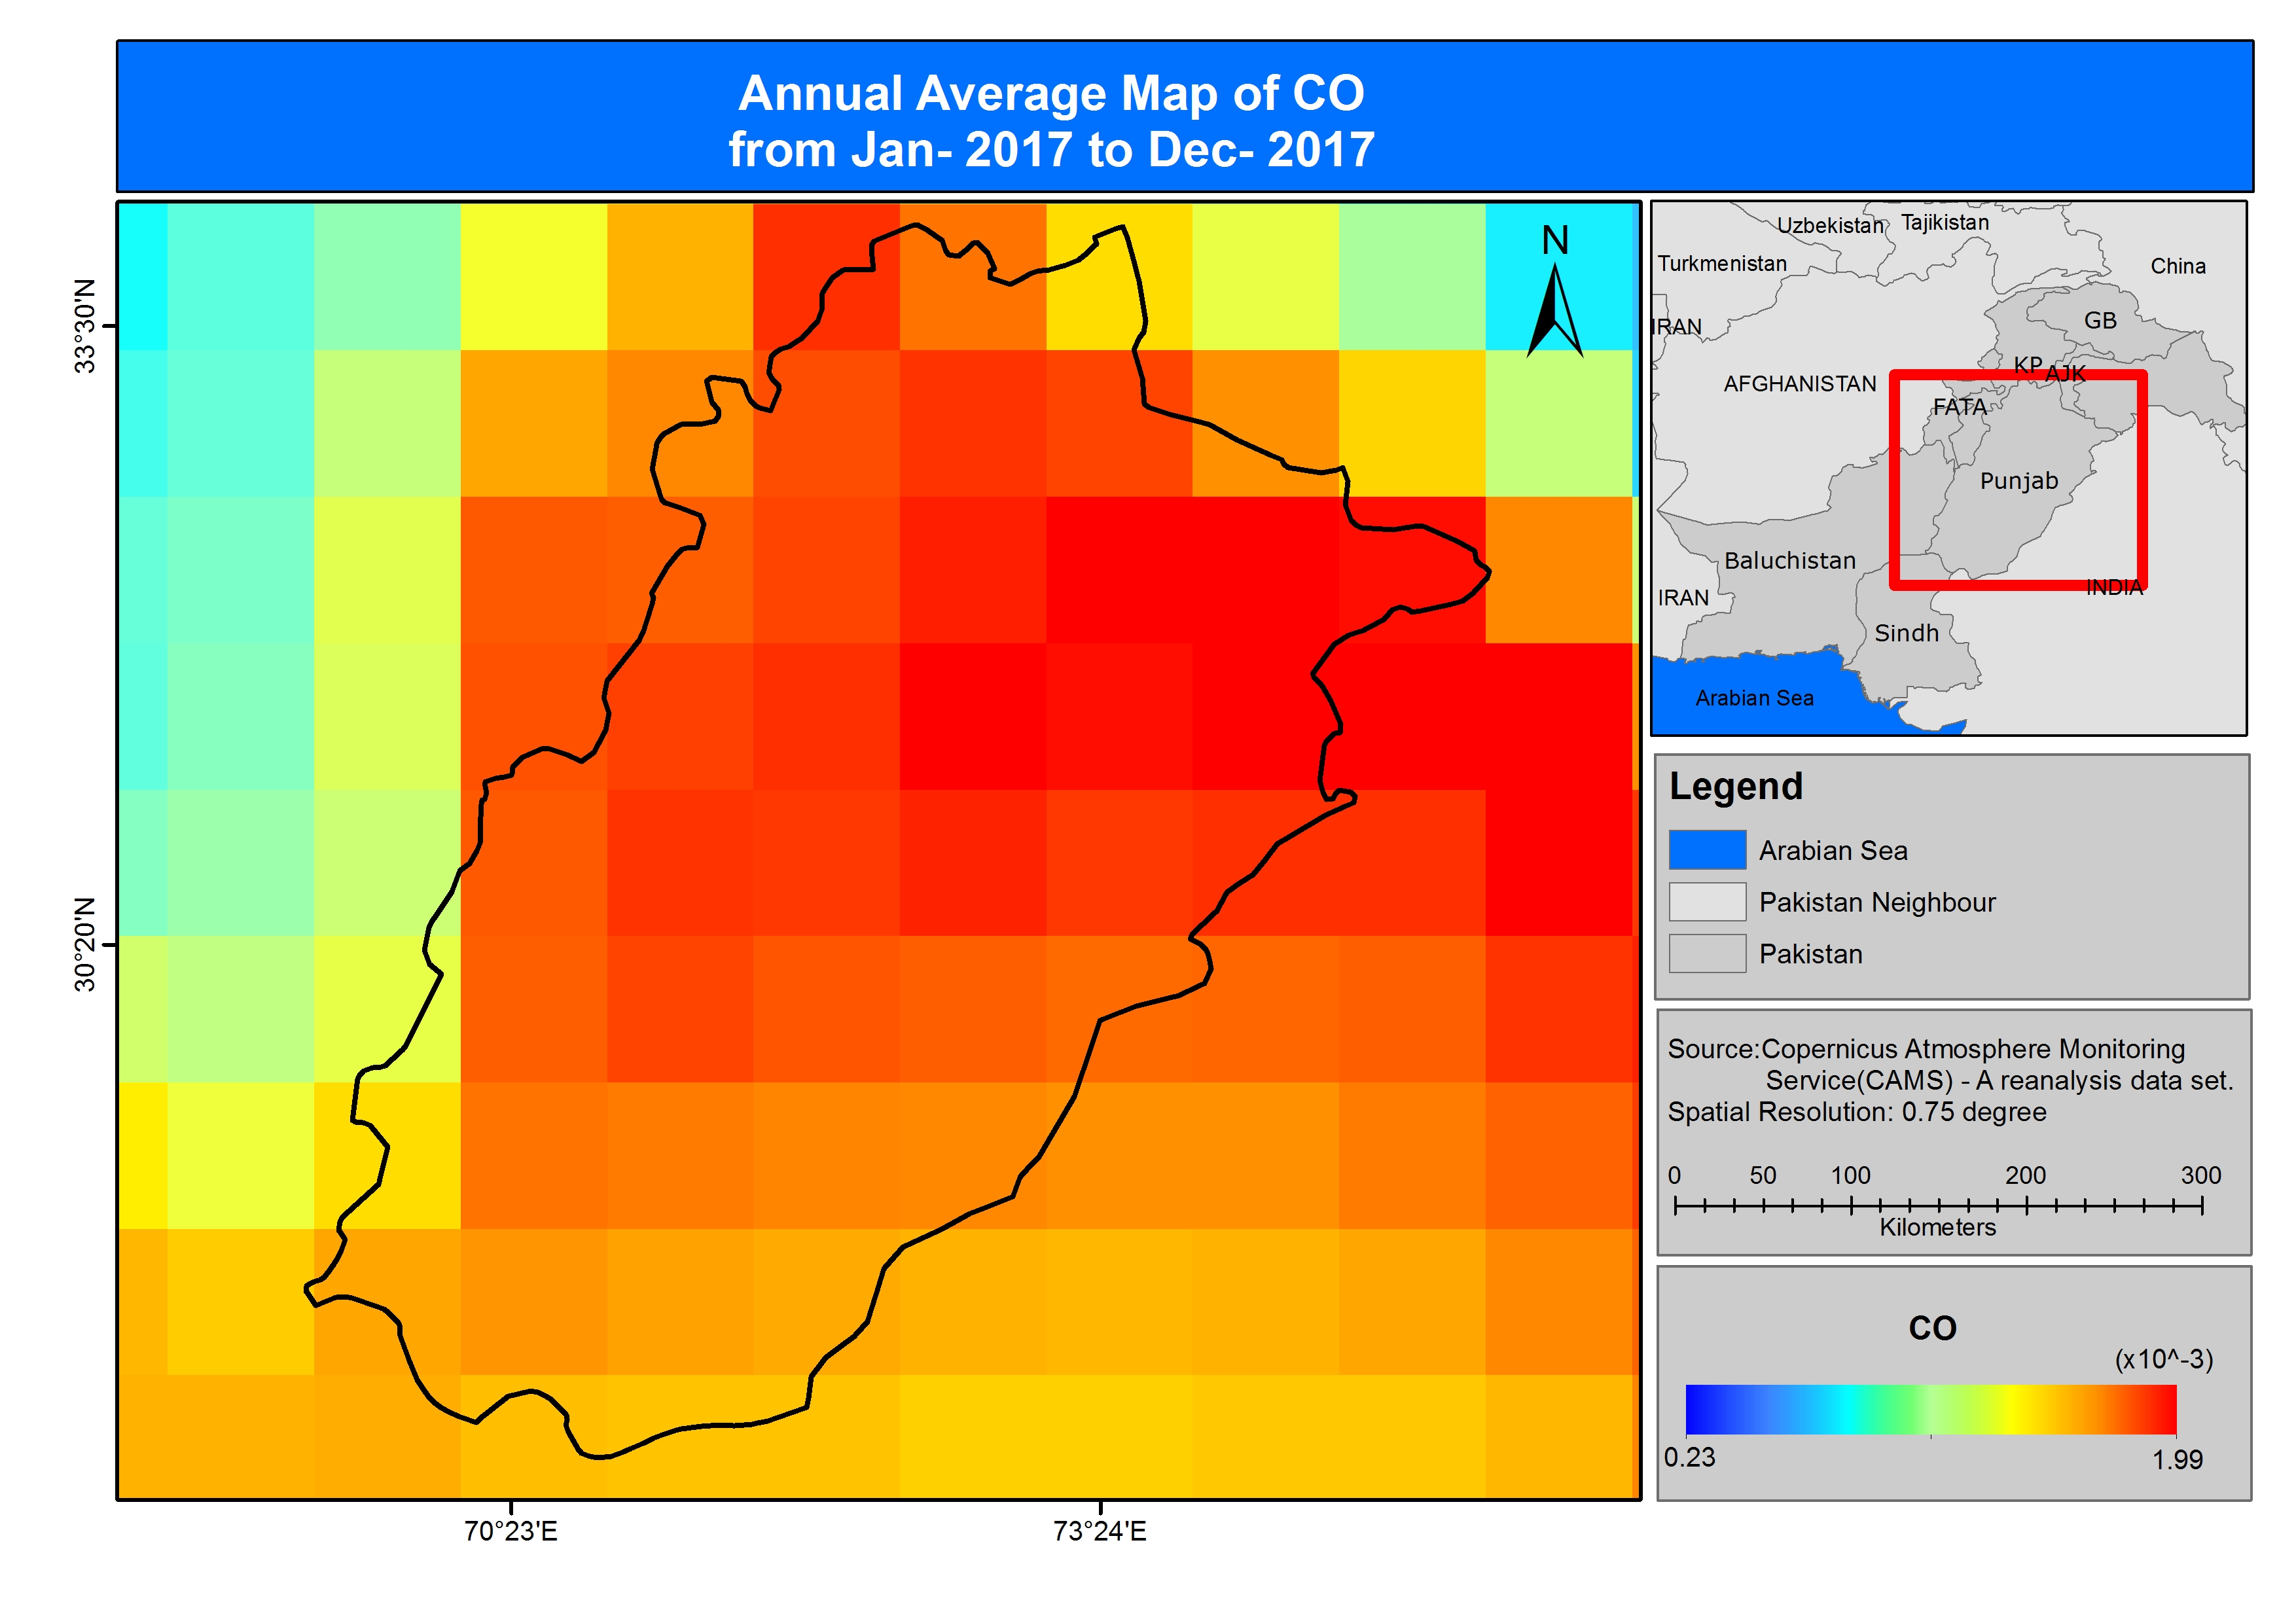 Annual Average Map of CO
from Jan- 2017 to Dec- 2017
33°30'N
30°20'N
70°23'E
73°24'E
N
Uzbekistan
Tajikistan
Turkmenistan
China
IRAN
GB
KP
AJK
AFGHANISTAN
FATA
Punjab
Baluchistan
INDIA
IRAN
Sindh
Arabian Sea
Legend
Arabian Sea
Pakistan Neighbour
Pakistan
Source:Copernicus Atmosphere Monitoring
Service(CAMS) - A reanalysis data set.
Spatial Resolution: 0.75 degree
0 50 100 200 300
Kilometers
CO
(x10^-3)
0.23 1.99